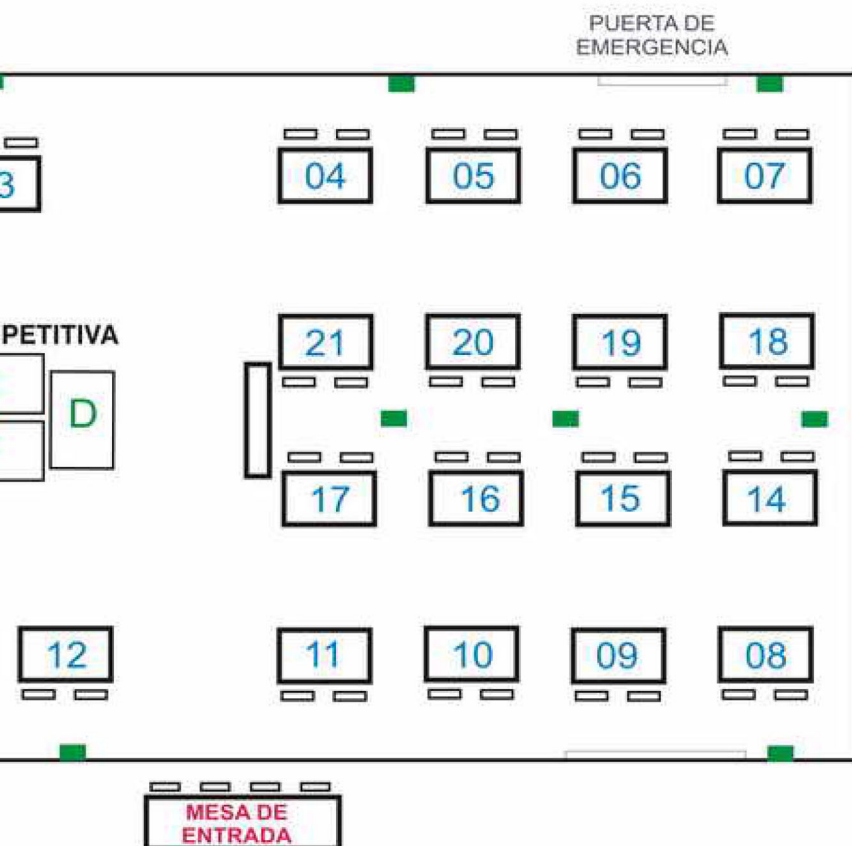 PUERTA DE
EMERGENCIA
3 04 05 06 07
21 20 19 18
PETITIVA
D
17 16 15 14
12 11 10 09 08
MESA DE
ENTRADA